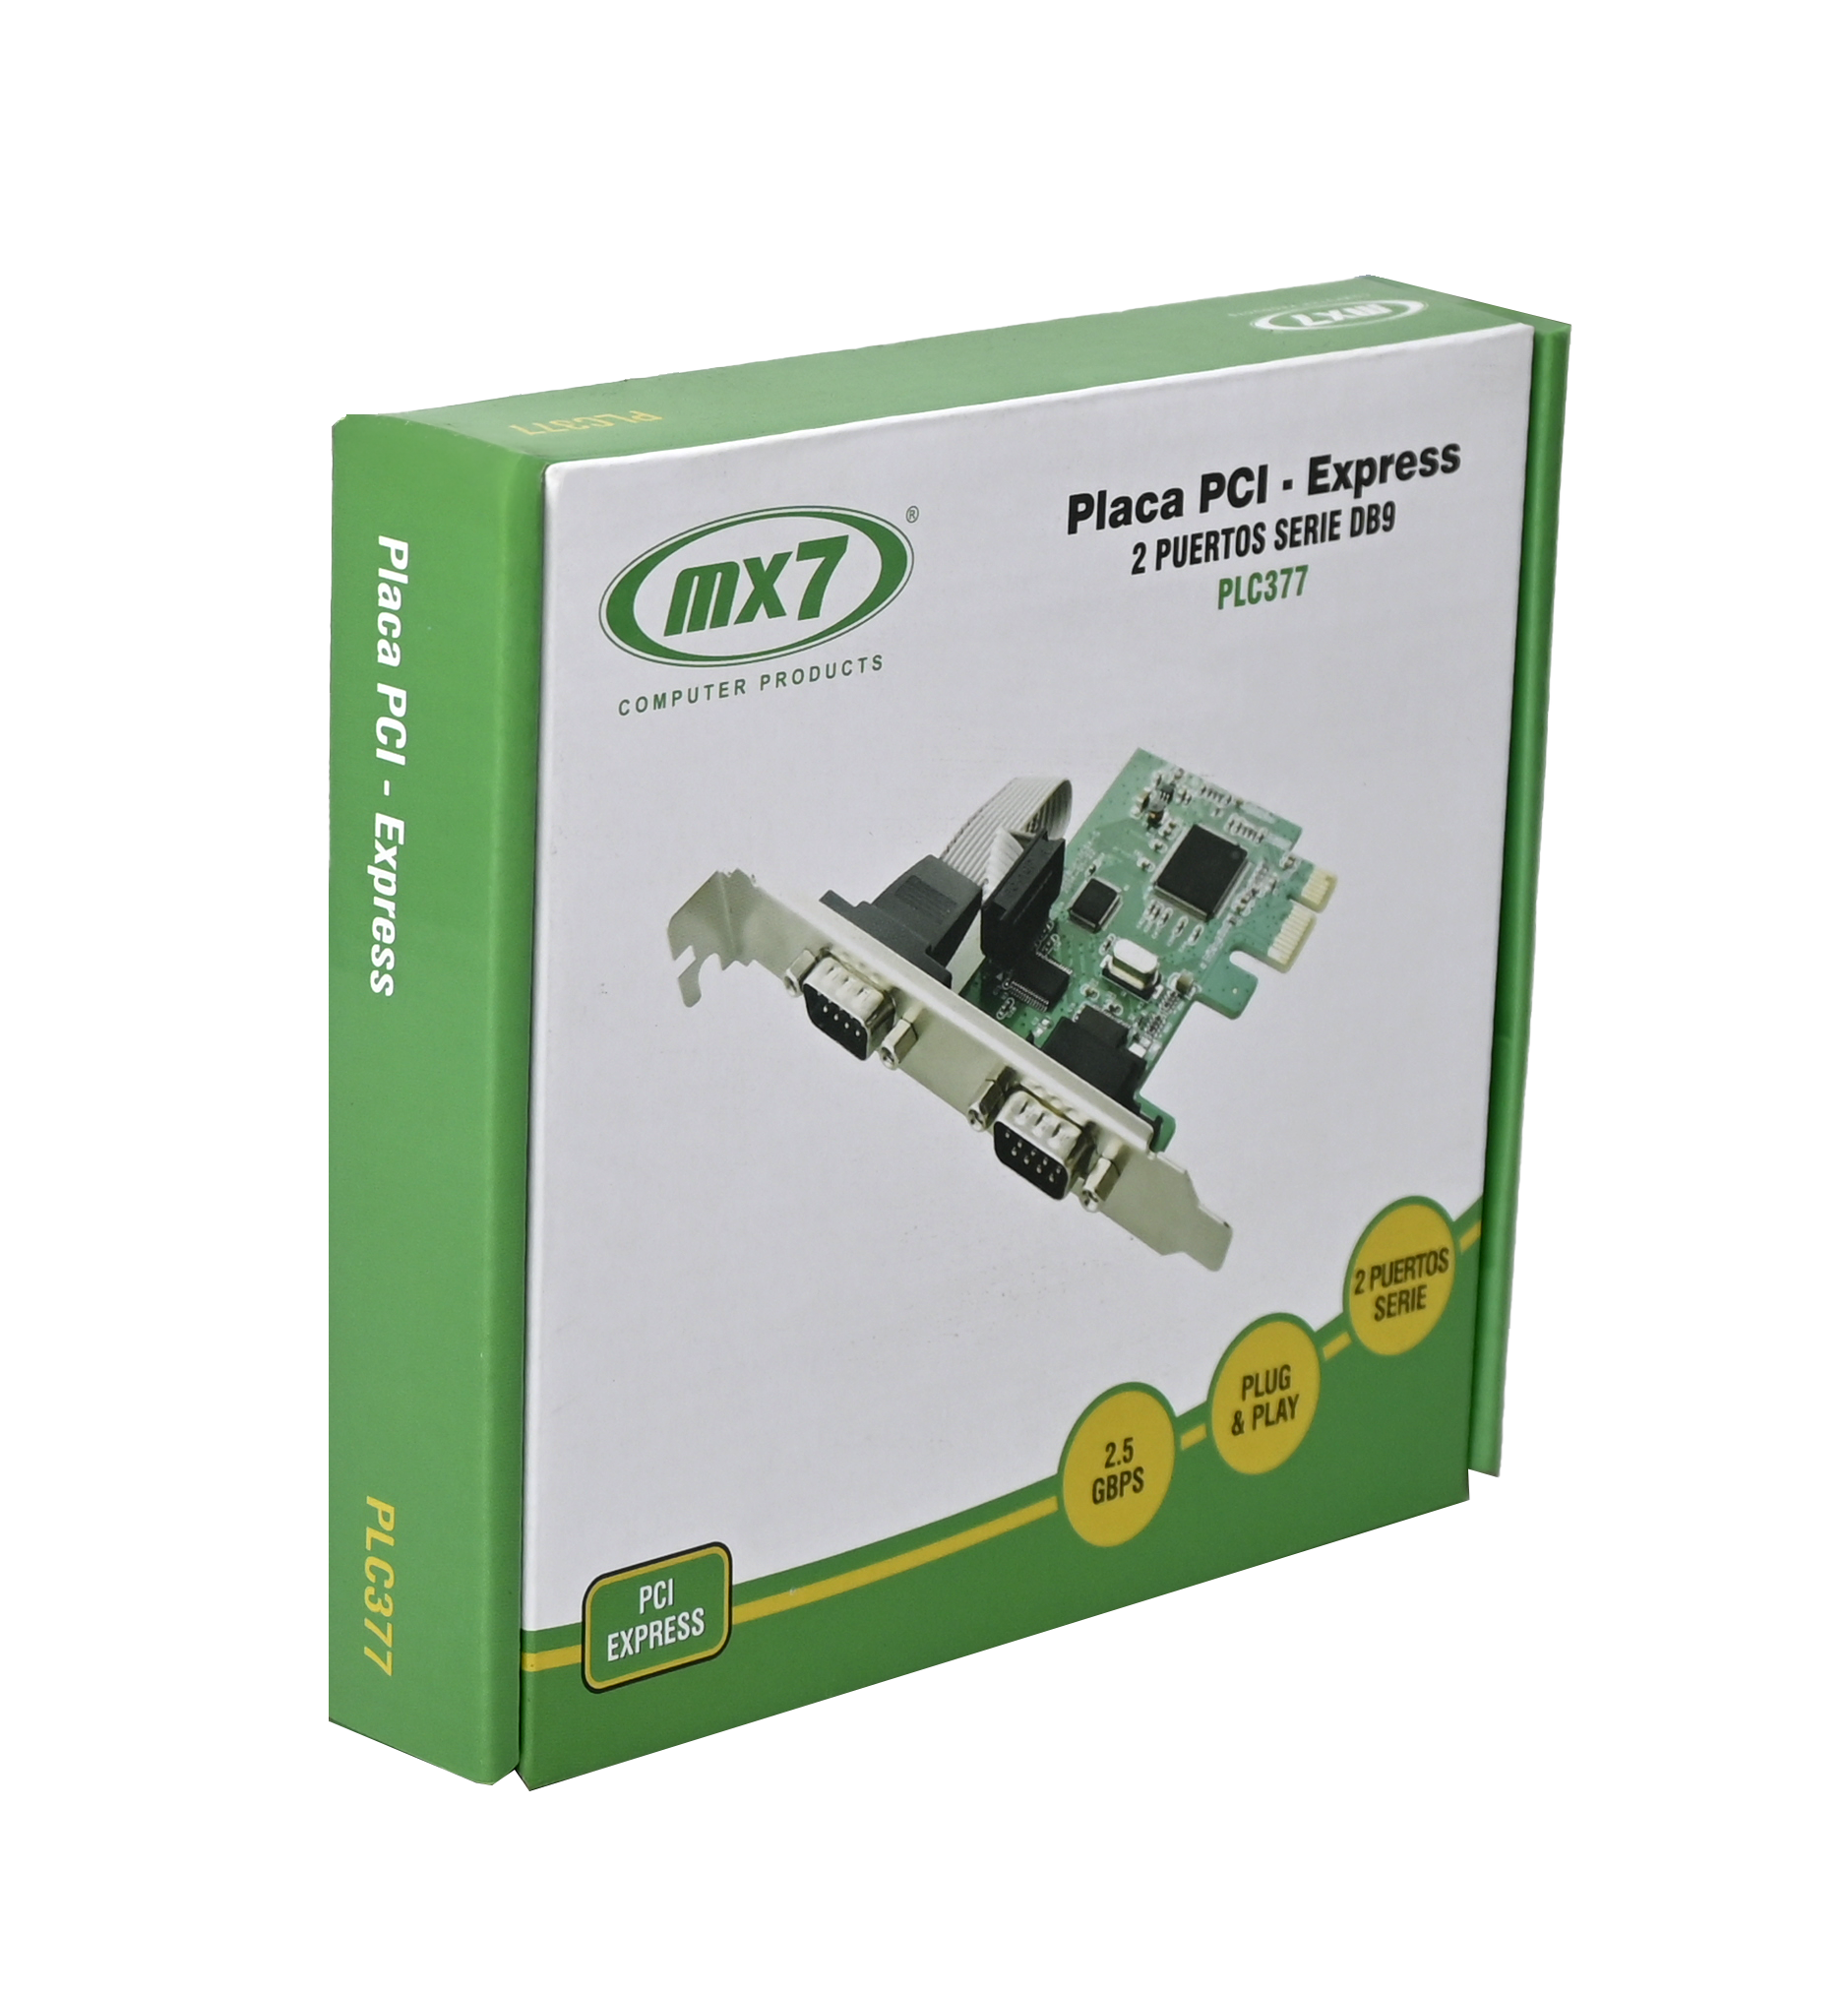 mx7
PLC377
mx7
®
COMPUTER PRODUCTS
Placa PCI - Express
2 PUERTOS SERIE DB9
PLC377
Placa PCI - Express
PLC377
2 PUERTOS
SERIE
PLUG
& PLAY
2.5
GBPS
PCI
EXPRESS